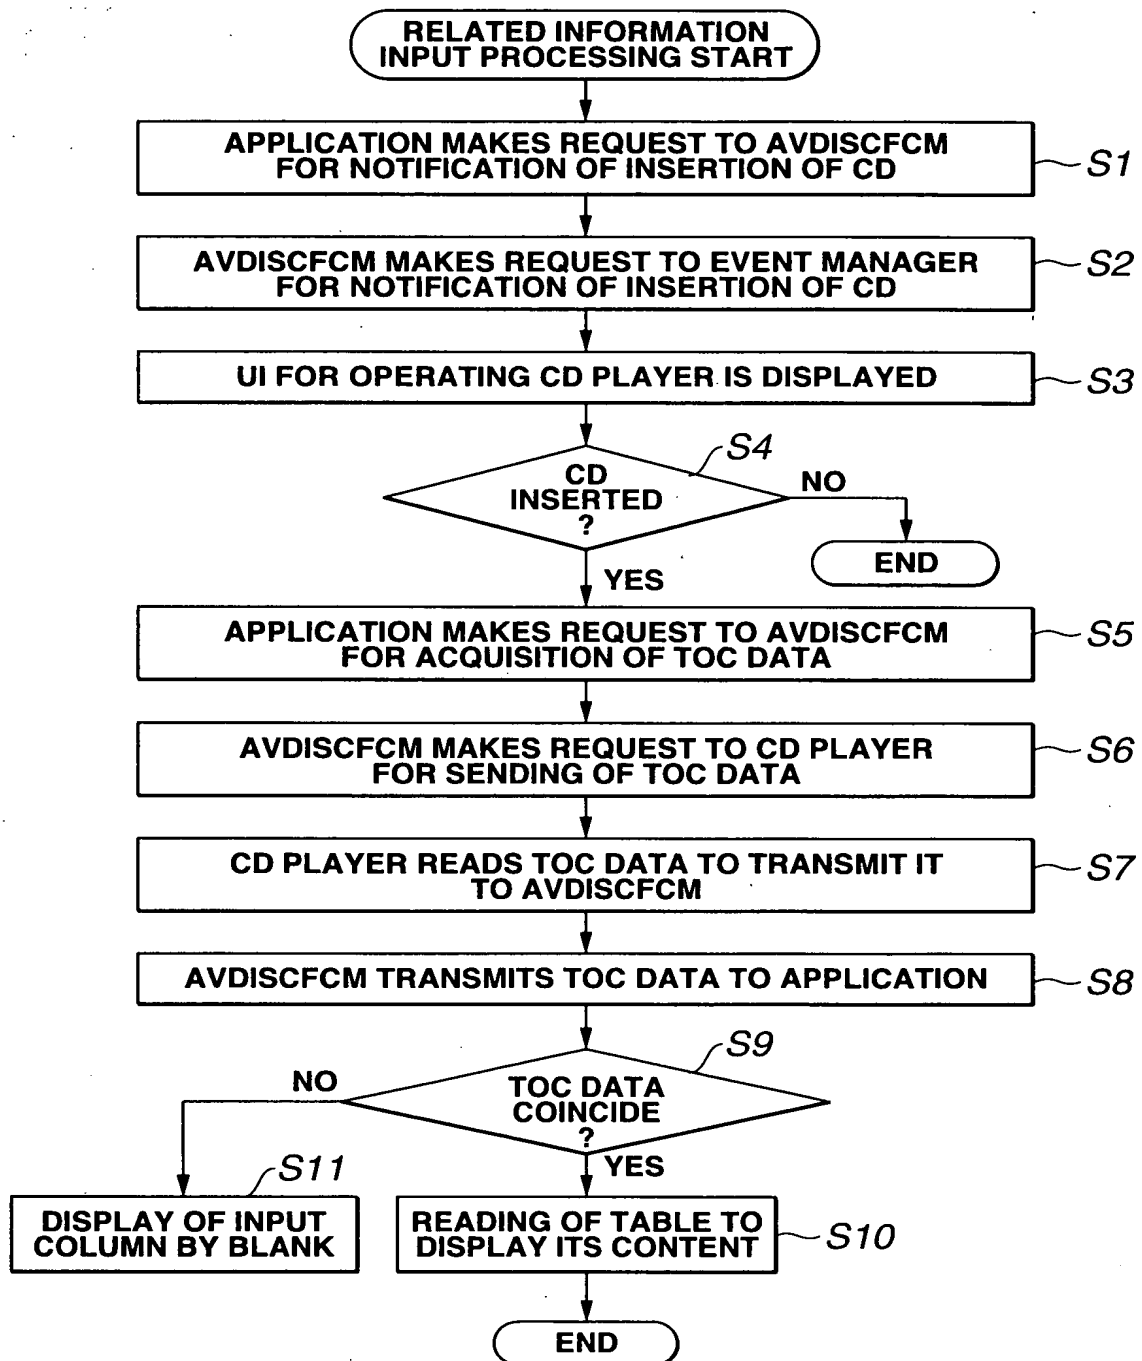 RELATED INFORMATION
INPUT PROCESSING START
APPLICATION MAKES REQUEST TO AVDISCFCM
FOR NOTIFICATION OF INSERTION OF CD
S1
AVDISCFCM MAKES REQUEST TO EVENT MANAGER
FOR NOTIFICATION OF INSERTION OF CD
S2
UI FOR OPERATING CD PLAYER IS DISPLAYED
S3
S4
CD
INSERTED
?
NO
END
YES
APPLICATION MAKES REQUEST TO AVDISCFCM
FOR ACQUISITION OF TOC DATA
S5
AVDISCFCM MAKES REQUEST TO CD PLAYER
FOR SENDING OF TOC DATA
S6
CD PLAYER READS TOC DATA TO TRANSMIT IT
TO AVDISCFCM
S7
AVDISCFCM TRANSMITS TOC DATA TO APPLICATION
S8
S9
NO
TOC DATA
COINCIDE
?
YES
S11
DISPLAY OF INPUT
COLUMN BY BLANK
READING OF TABLE TO
DISPLAY ITS CONTENT
S10
END